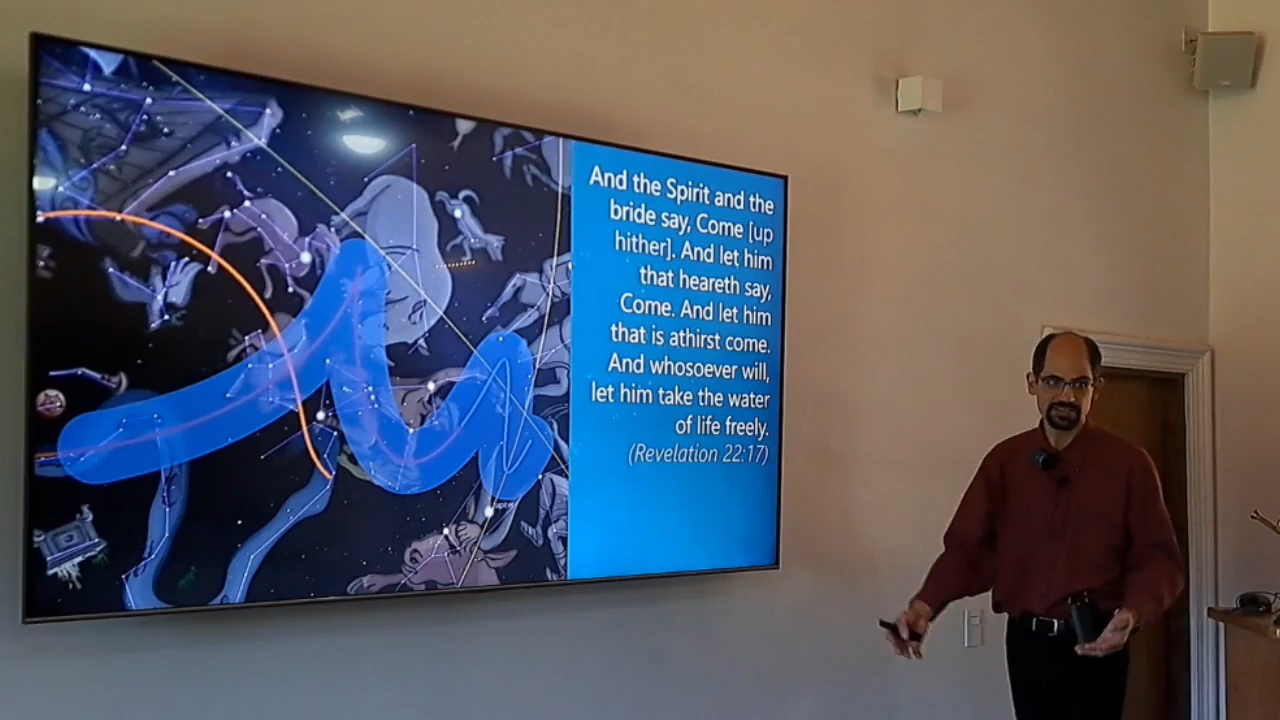 And the Spirit and the
bride say, Come [up
hither]. And let him
that heareth say,
Come. And let him
that is athirst come.
And whosoever will,
let him take the water
of life freely.
(Revelation 22:17)
Jupiter